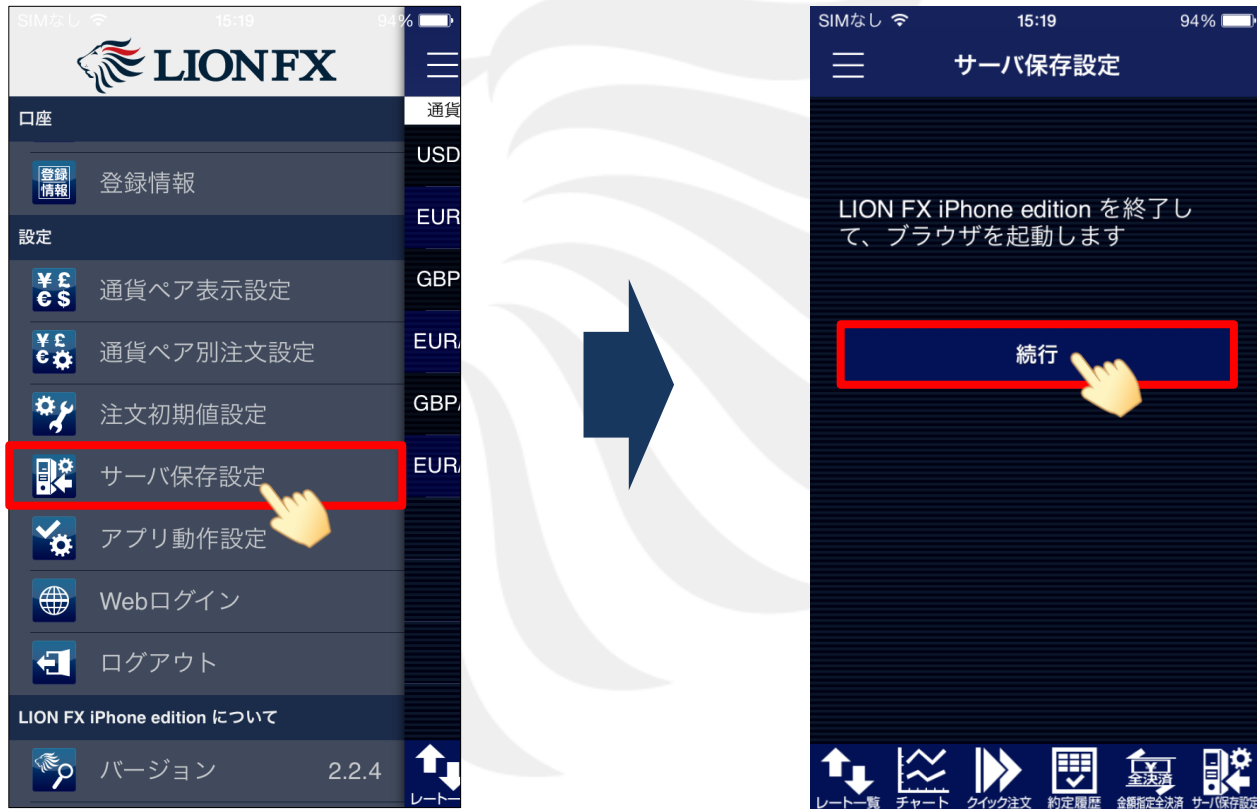 SIMなし
15:19
94%
LION FX
口座
登録情報
登録情報
設定
通貨ペア表示設定
通貨ペア別注文設定
注文初期値設定
サーバ保存設定
アプリ動作設定
Webログイン
ログアウト
LION FX iPhone edition について
バージョン 2.2.4
通貨
USD
EUR
GBP
EUR/
GBP/
EUR/
レート一
SIMなし 15:19 94%
サーバ保存設定
LION FX iPhone edition を終了し
て、ブラウザを起動します
続行
全決済
レート一覧 チャート クイック注文 約定履歴 金額指定全決済 サーバ保存設定